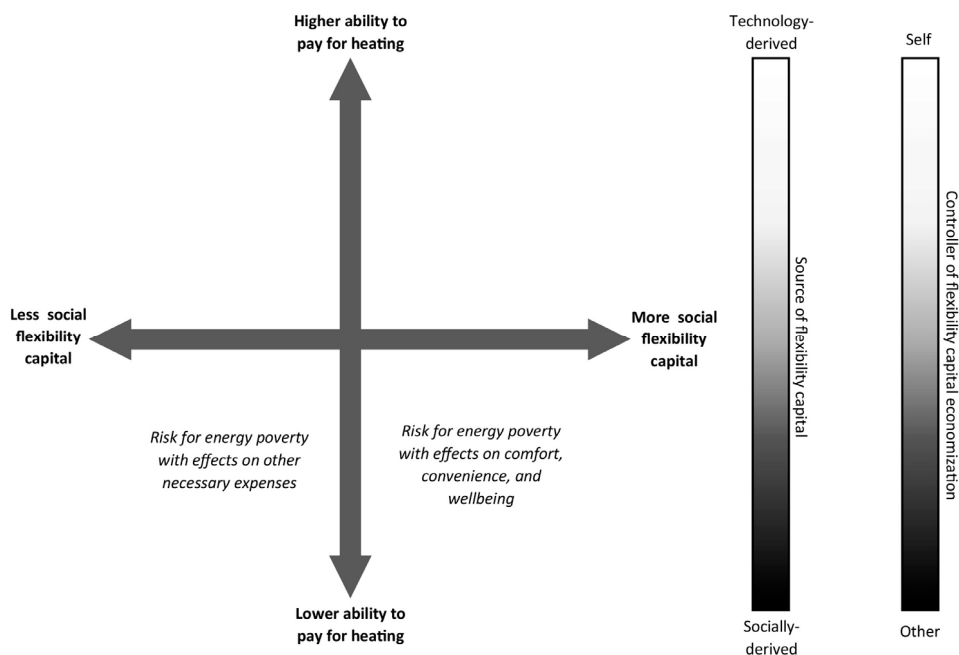 Higher ability to
pay for heating
Less social
flexibility
capital
More social
flexibility
capital
Risk for energy poverty
with effects on other
necessary expenses
Risk for energy poverty
with effects on comfort,
convenience, and
wellbeing
Lower ability to
pay for heating
Technology-
derived
Source of flexibility capital
Socially-
derived
Self
Controller of flexibility capital economization
Other